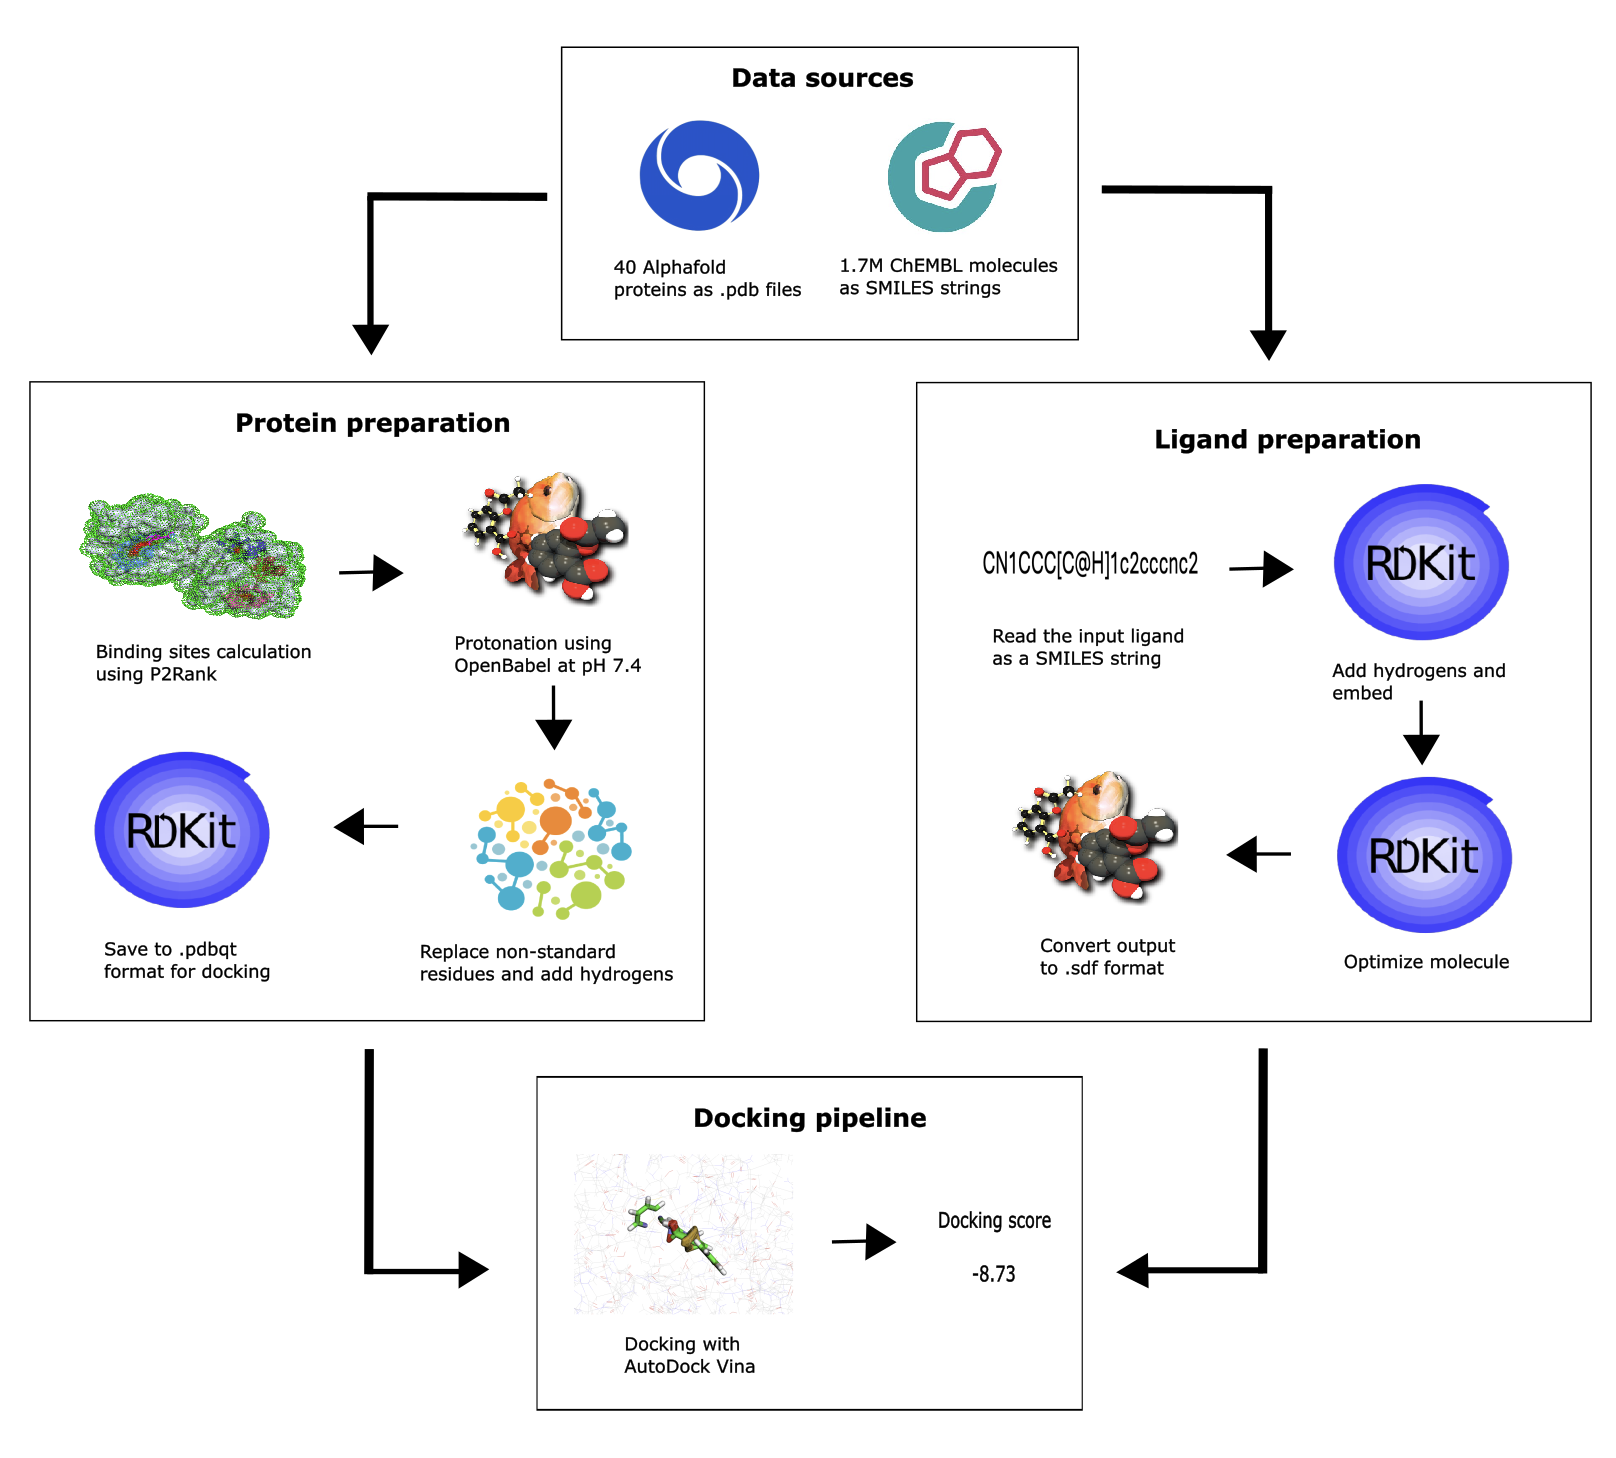 Data sources
40 Alphafold
proteins as .pdb files
1.7M ChEMBL molecules
as SMILES strings
Protein preparation
Binding sites calculation
using P2Rank
Protonation using
OpenBabel at pH 7.4
RDKit
Save to .pdbqt
format for docking
Replace non-standard
residues and add hydrogens
Ligand preparation
CN1CCC[C@H]1c2cccnc2
Read the input ligand
as a SMILES string
RDKit
Add hydrogens and
embed
Convert output
to .sdf format
RDKit
Optimize molecule
Docking pipeline
Docking with
AutoDock Vina
Docking score
-8.73